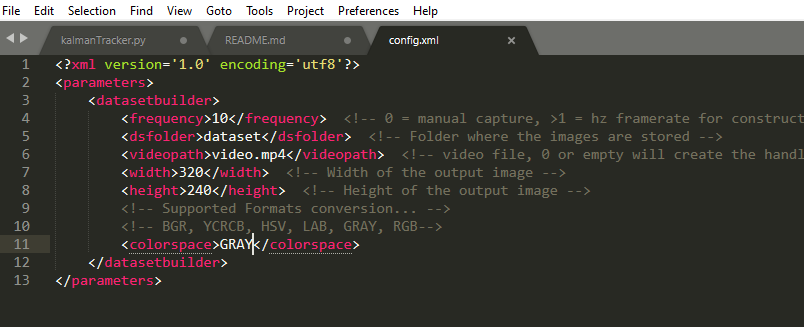 File Edit Selection Find View Goto Tools Project Preferences Help
kalmanTracker.py README.md config.xml
1 <?xml version='1.0' encoding='utf8'?>
2 <parameters>
3 <datasetbuilder>
4 <frequency>10</frequency> <!-- 0 = manual capture, >1 = hz framerate for construct
5 <dsfolder>dataset</dsfolder> <!-- Folder where the images are stored -->
6 <videopath>video.mp4</videopath> <!-- video file, 0 or empty will create the handl
7 <width>320</width> <!-- Width of the output image -->
8 <height>240</height> <!-- Height of the output image -->
9 <!-- Supported Formats conversion... -->
10 <!-- BGR, YCRCB, HSV, LAB, GRAY, RGB-->
11 <colorspace>GRAY</colorspace>
12 </datasetbuilder>
13 </parameters>